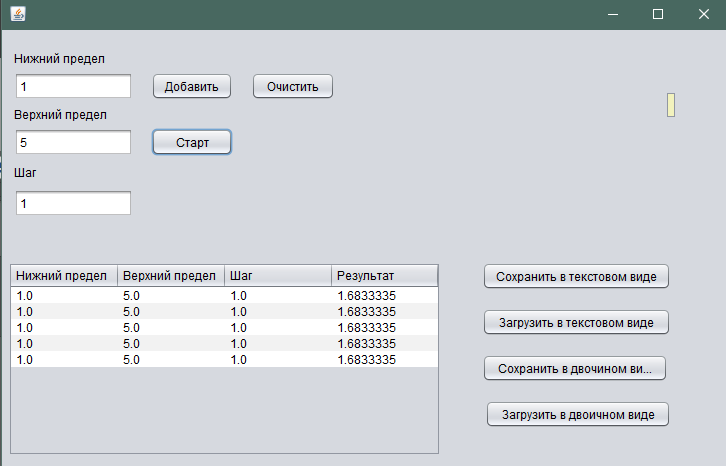 Нижний предел
1 Добавить Очистить
Верхний предел
5 Старт
Шаг
1
Нижний предел Верхний предел Шаг Результат
1.0 5.0 1.0 1.6833335
1.0 5.0 1.0 1.6833335
1.0 5.0 1.0 1.6833335
1.0 5.0 1.0 1.6833335
1.0 5.0 1.0 1.6833335
Сохранить в текстовом виде
Загрузить в текстовом виде
Сохранить в двочином ви...
Загрузить в двоичном виде